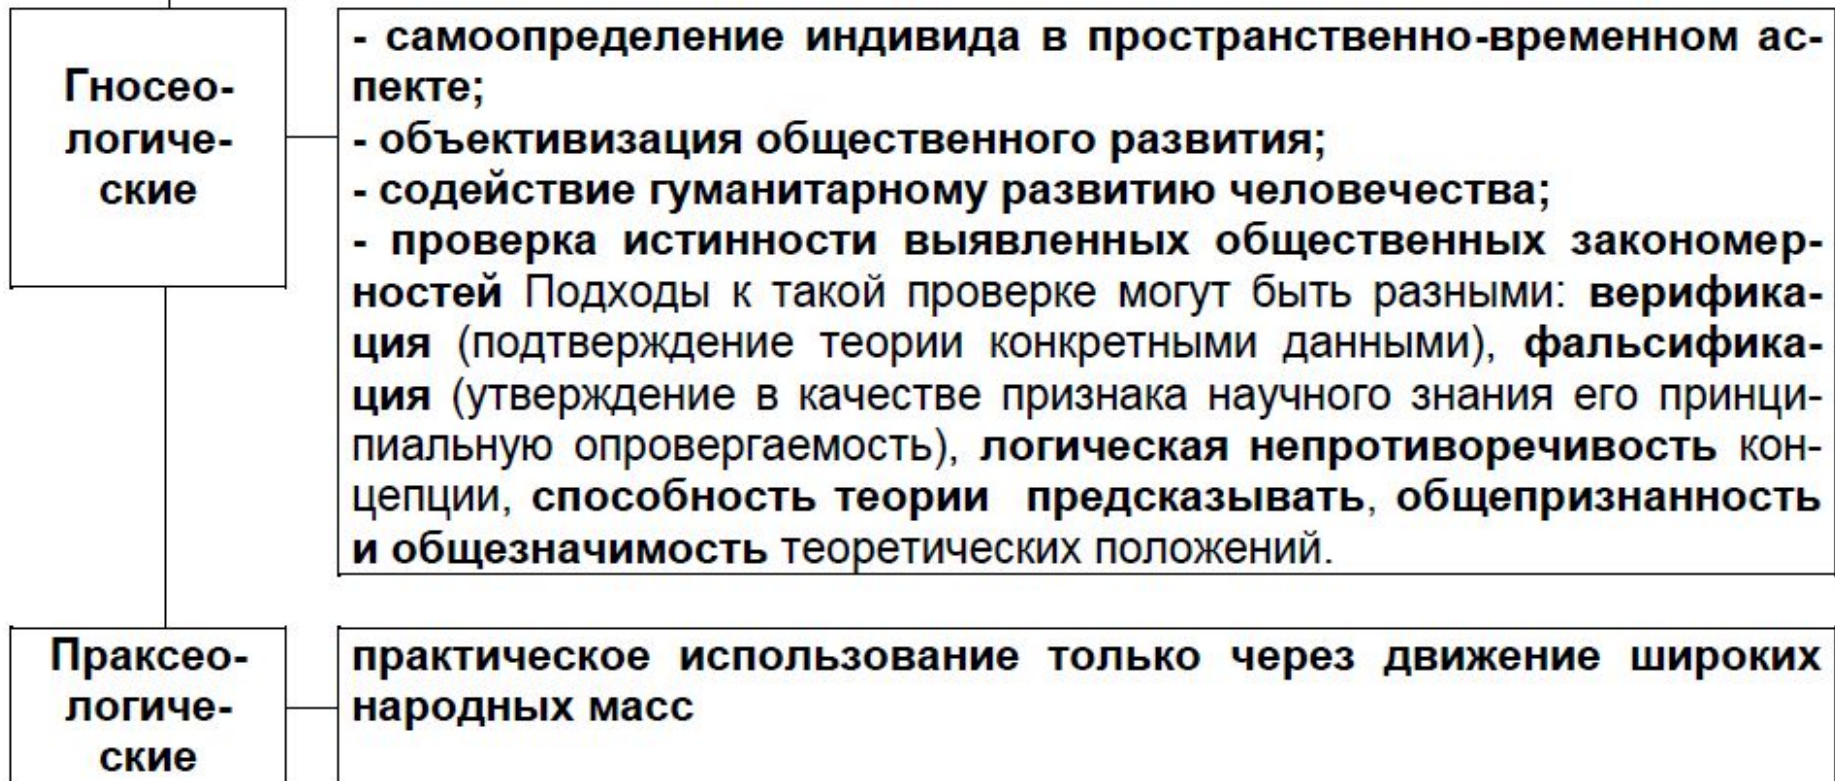 Гносео-
логиче-
ские
- самоопределение индивида в пространственно-временном ас-
пекте;
- объективизация общественного развития;
- содействие гуманитарному развитию человечества;
- проверка истинности выявленных общественных закономер-
ностей Подходы к такой проверке могут быть разными: верифика-
ция (подтверждение теории конкретными данными), фальсифика-
ция (утверждение в качестве признака научного знания его принци-
пиальную опровергаемость), логическая непротиворечивость кон-
цепции, способность теории предсказывать, общепризнанность
и общезначимость теоретических положений.
Праксео-
логиче-
ские
практическое использование только через движение широких
народных масс